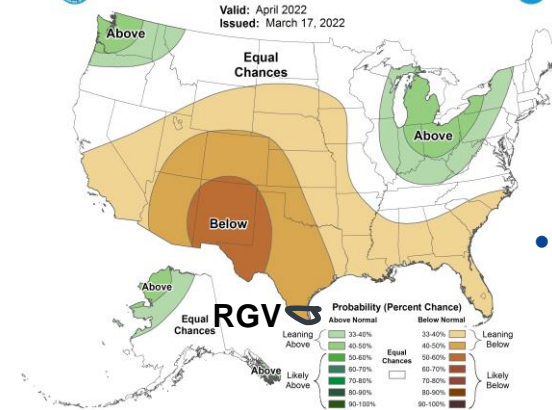 Valid: April 2022
Issued: March 17, 2022
Above
Equal
Chances
Above
Below
Above
Equal
Chances
RGV
Above
Probability (Percent Chance)
Above Normal
Below Normal
Leaning
Above
33-40%
40-50%
50-60%
60-70%
70-80%
80-90%
90-100%
Likely
Above
Equal
Chances
33-40%
40-50%
50-60%
60-70%
70-80%
80-90%
90-100%
Leaning
Below
Likely
Below